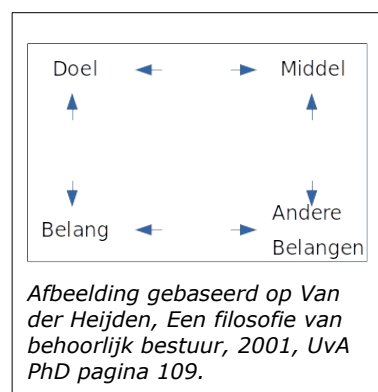 Doel Middel
Belang Andere
Belangen
Afbeelding gebaseerd op Van
der Heijden, Een filosofie van
behoorlijk bestuur, 2001, UvA
PhD pagina 109.